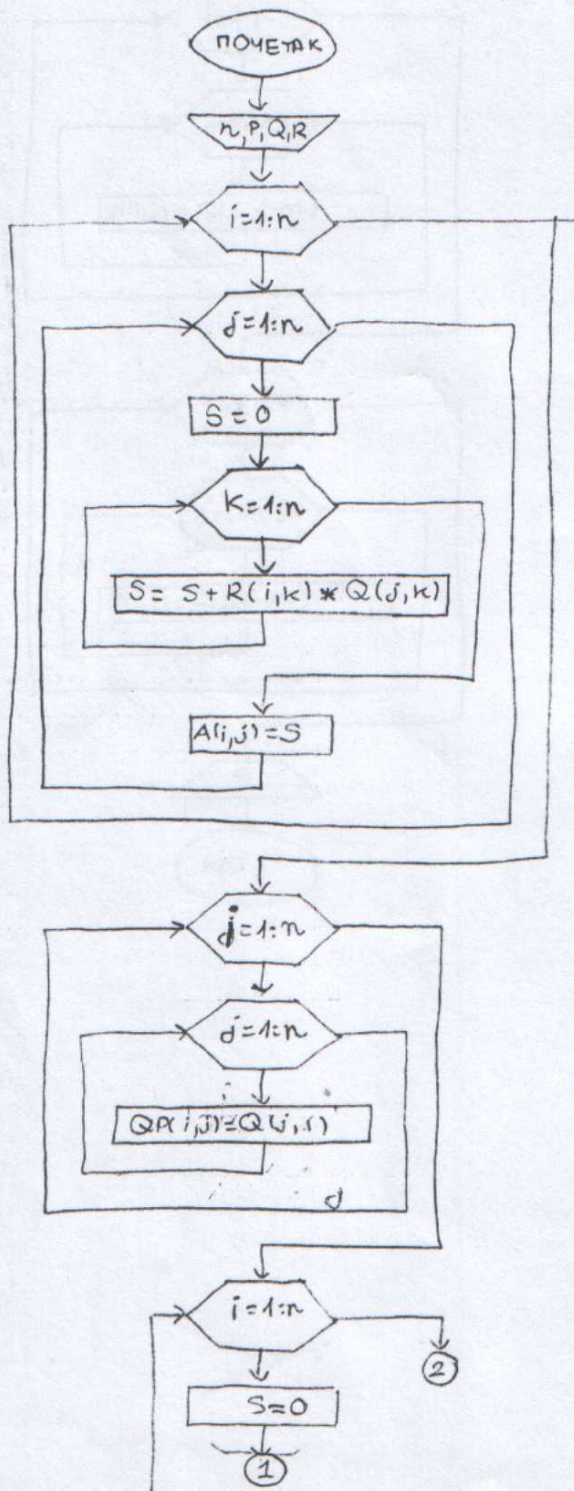 ПОЧЕТАК
n, P, Q, R
i=1:n
j=1:n
S=0
K=1:n
S= S+R(i,k) * Q(j,k)
A(i,j)=S
j=1:n
j=1:n
QP(i,j)=Q(j,i)
j
i=1:n
2
S=0
1